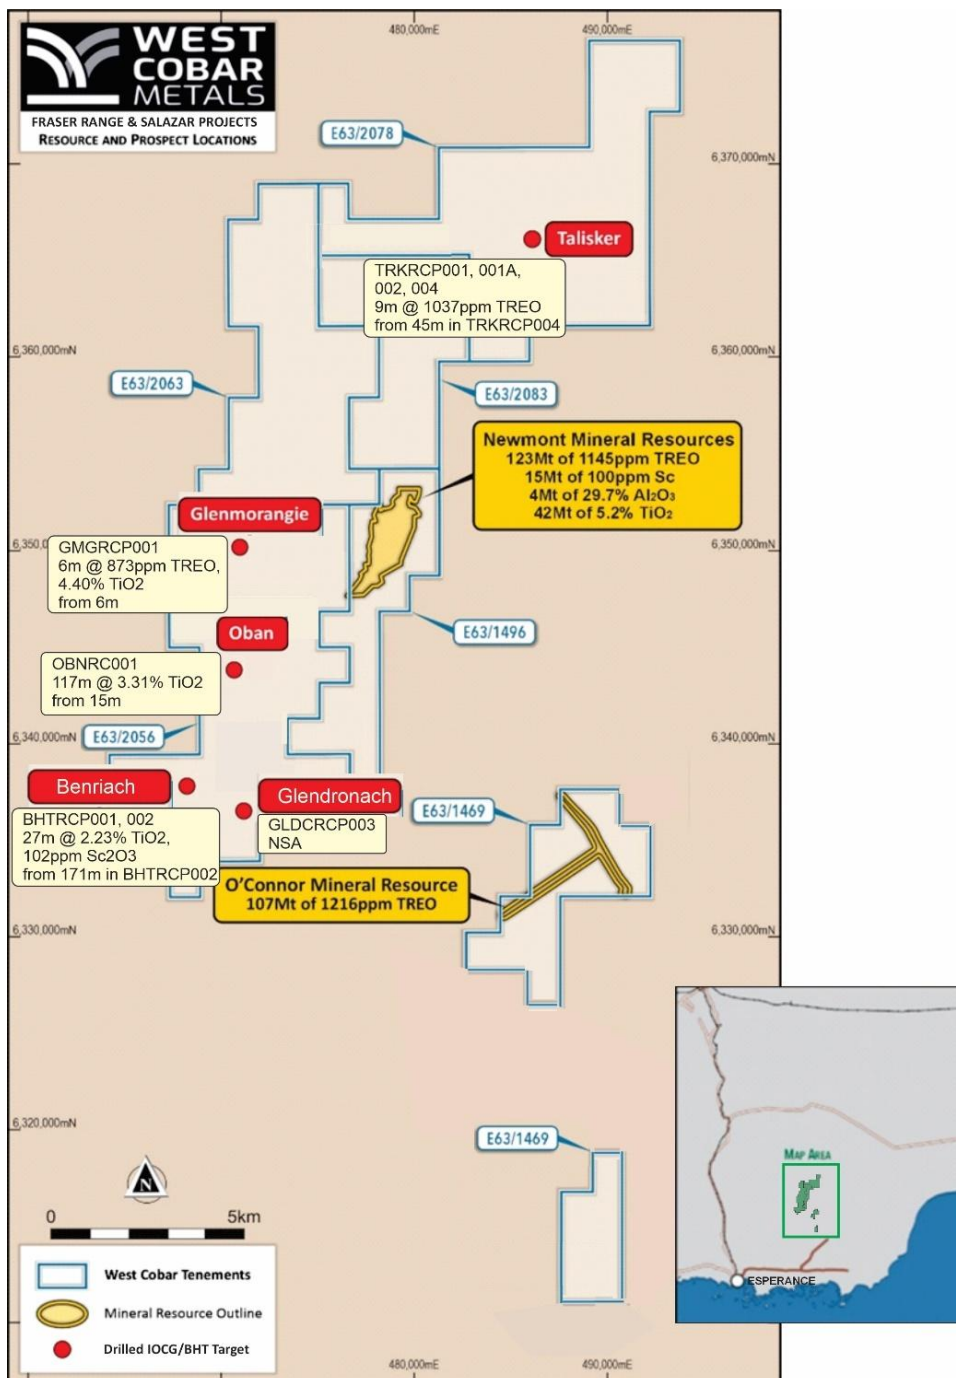 WEST
COBAR
METALS
FRASER RANGE & SALAZAR PROJECTS
RESOURCE AND PROSPECT LOCATIONS
480,000mE
490,000mE
E63/2078
6,370,000mN
Talisker
TRKRCP001, 001A,
002, 004
9m @ 1037ppm TREO
from 45m in TRKRCP004
6,360,000mN
6,360,000mN
E63/2063
E63/2083
Newmont Mineral Resources
123Mt of 1145ppm TREO
15Mt of 100ppm Sc
4Mt of 29.7% Al₂O₃
42Mt of 5.2% TiO₂
Glenmorangie
6,350,000mN
6,350,000mN
GMGRCP001
6m @ 873ppm TREO,
4.40% TiO2
from 6m
Oban
E63/1496
OBNRC001
117m @ 3.31% TiO2
from 15m
E63/2056
6,340,000mN
6,340,000mN
Benriach
Glendronach
E63/1469
BHTRCP001, 002
27m @ 2.23% TiO2,
102ppm Sc2O3
from 171m in BHTRCP002
GLDCRCP003
NSA
O'Connor Mineral Resource
107Mt of 1216ppm TREO
6,330,000mN
6,330,000mN
6,320,000mN
E63/1469
N
0 5km
West Cobar Tenements
Mineral Resource Outline
Drilled IOCG/BHT Target
MAP AREA
ESPERANCE
480,000mE
490,000mE